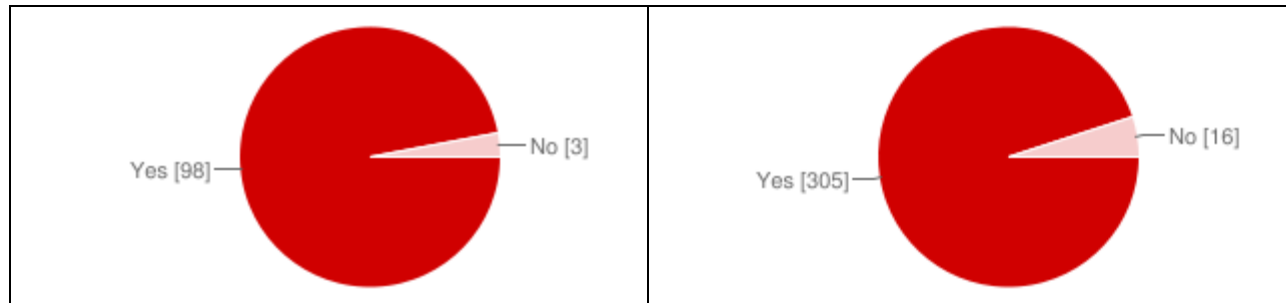 No [3]
Yes [98]
No [16]
Yes [305]